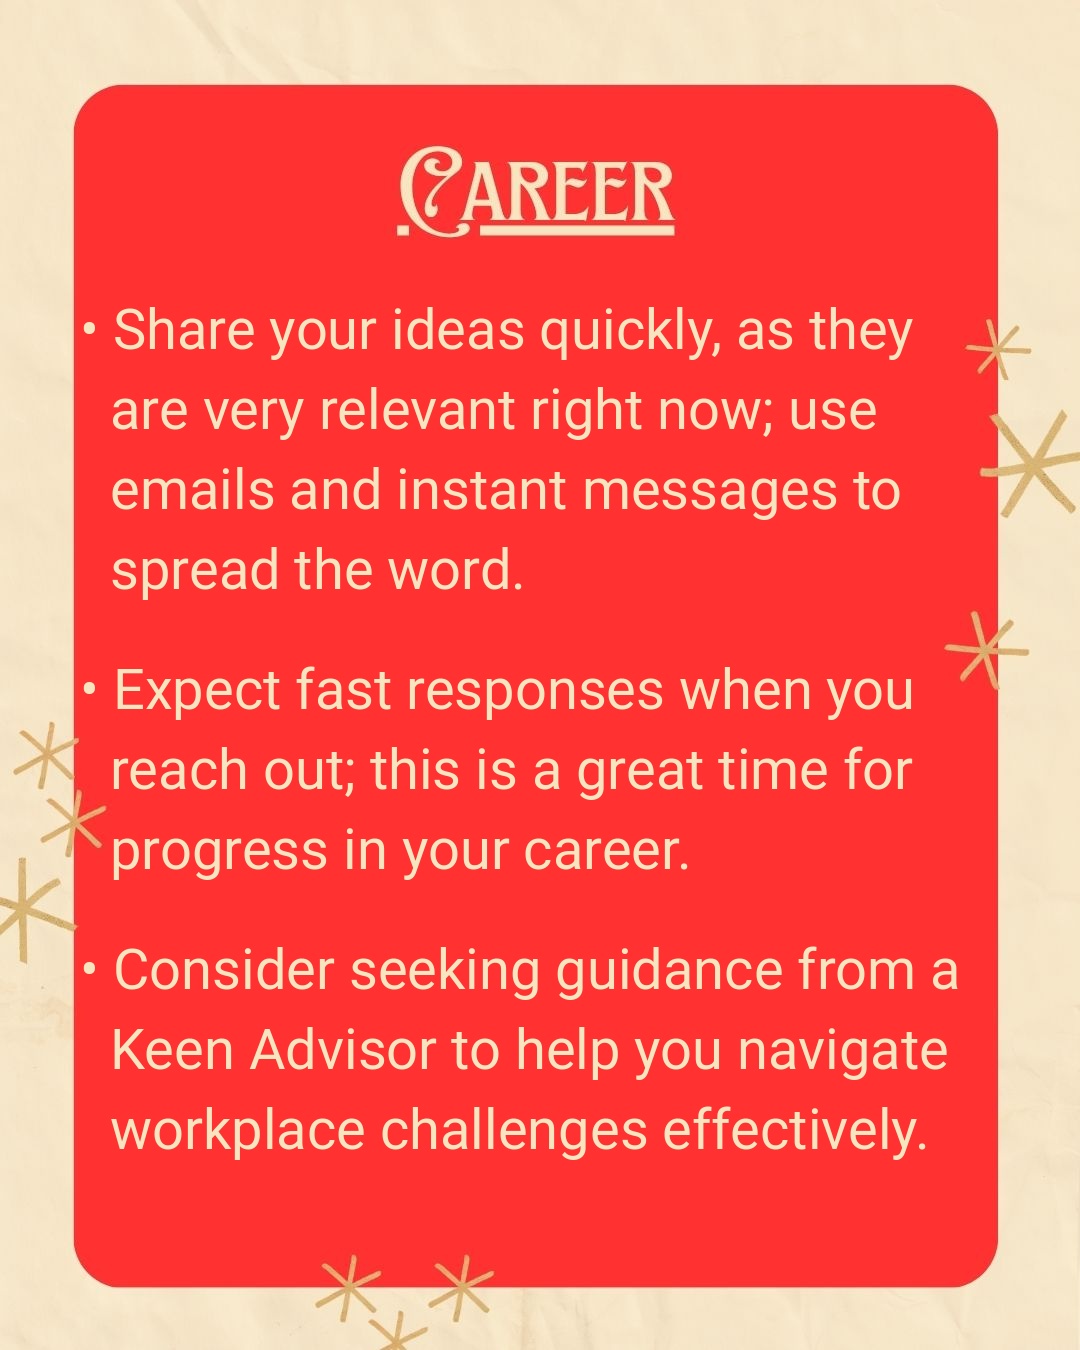 Career
• Share your ideas quickly, as they
are very relevant right now; use
emails and instant messages to
spread the word.
• Expect fast responses when you
reach out; this is a great time for
progress in your career.
• Consider seeking guidance from a
Keen Advisor to help you navigate
workplace challenges effectively.